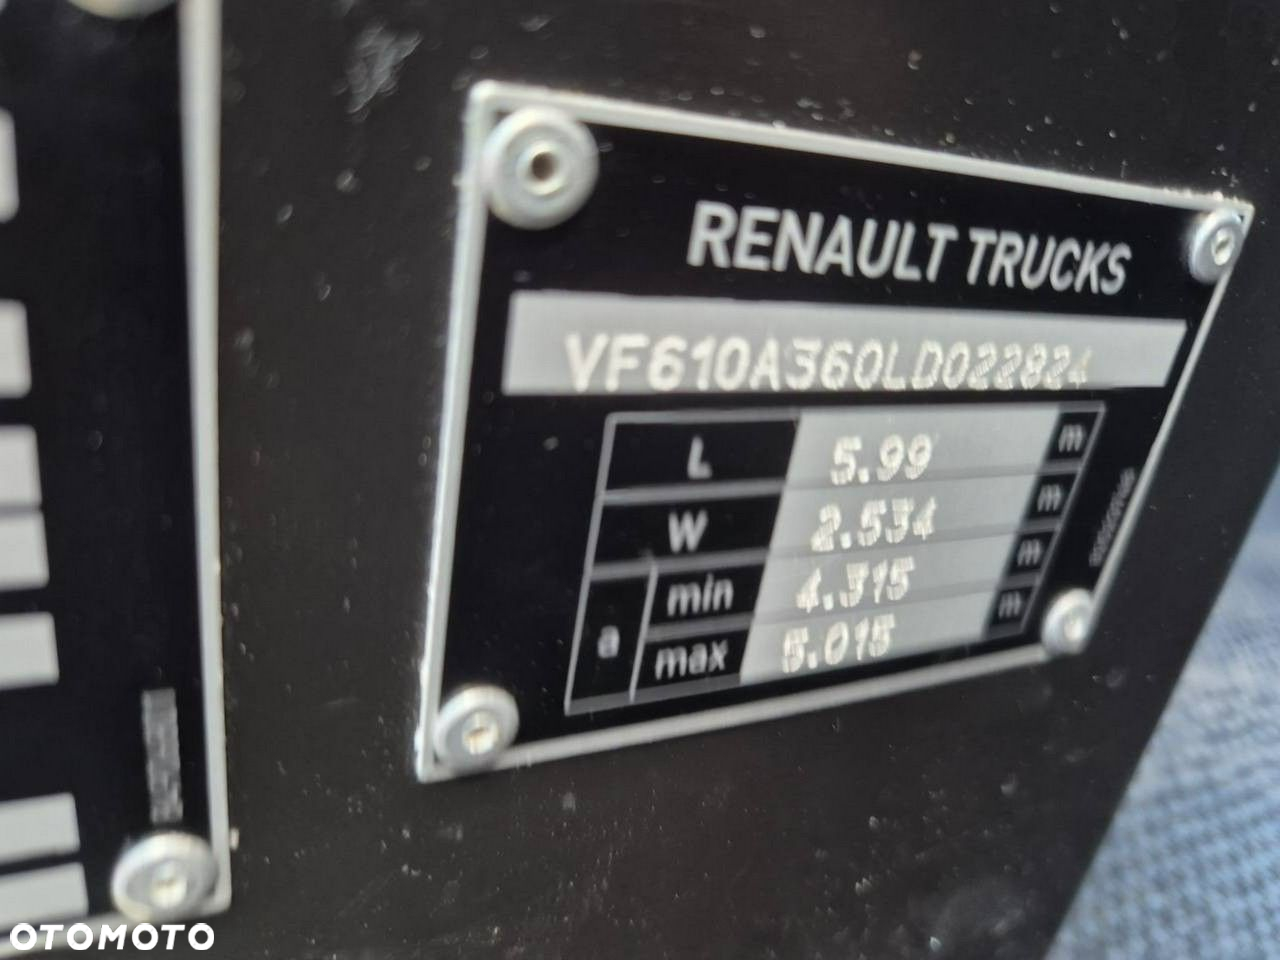 RENAULT TRUCKS
VF610A360LD022824
L 5.99 m
W 2.534 m
a min 4.315 m
max 5.015 m
OTOMOTO